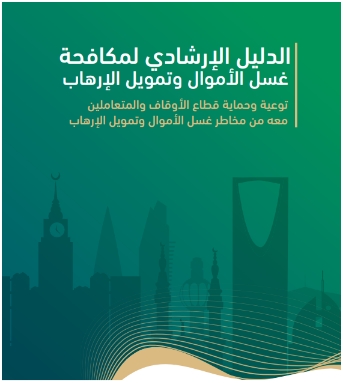 الدليل الإرشادي لمكافحة
غسل الأموال وتمويل الإرهاب
توعية وحماية قطاع الأوقاف والمتعاملين
معه من مخاطر غسل الأموال وتمويل الإرهاب